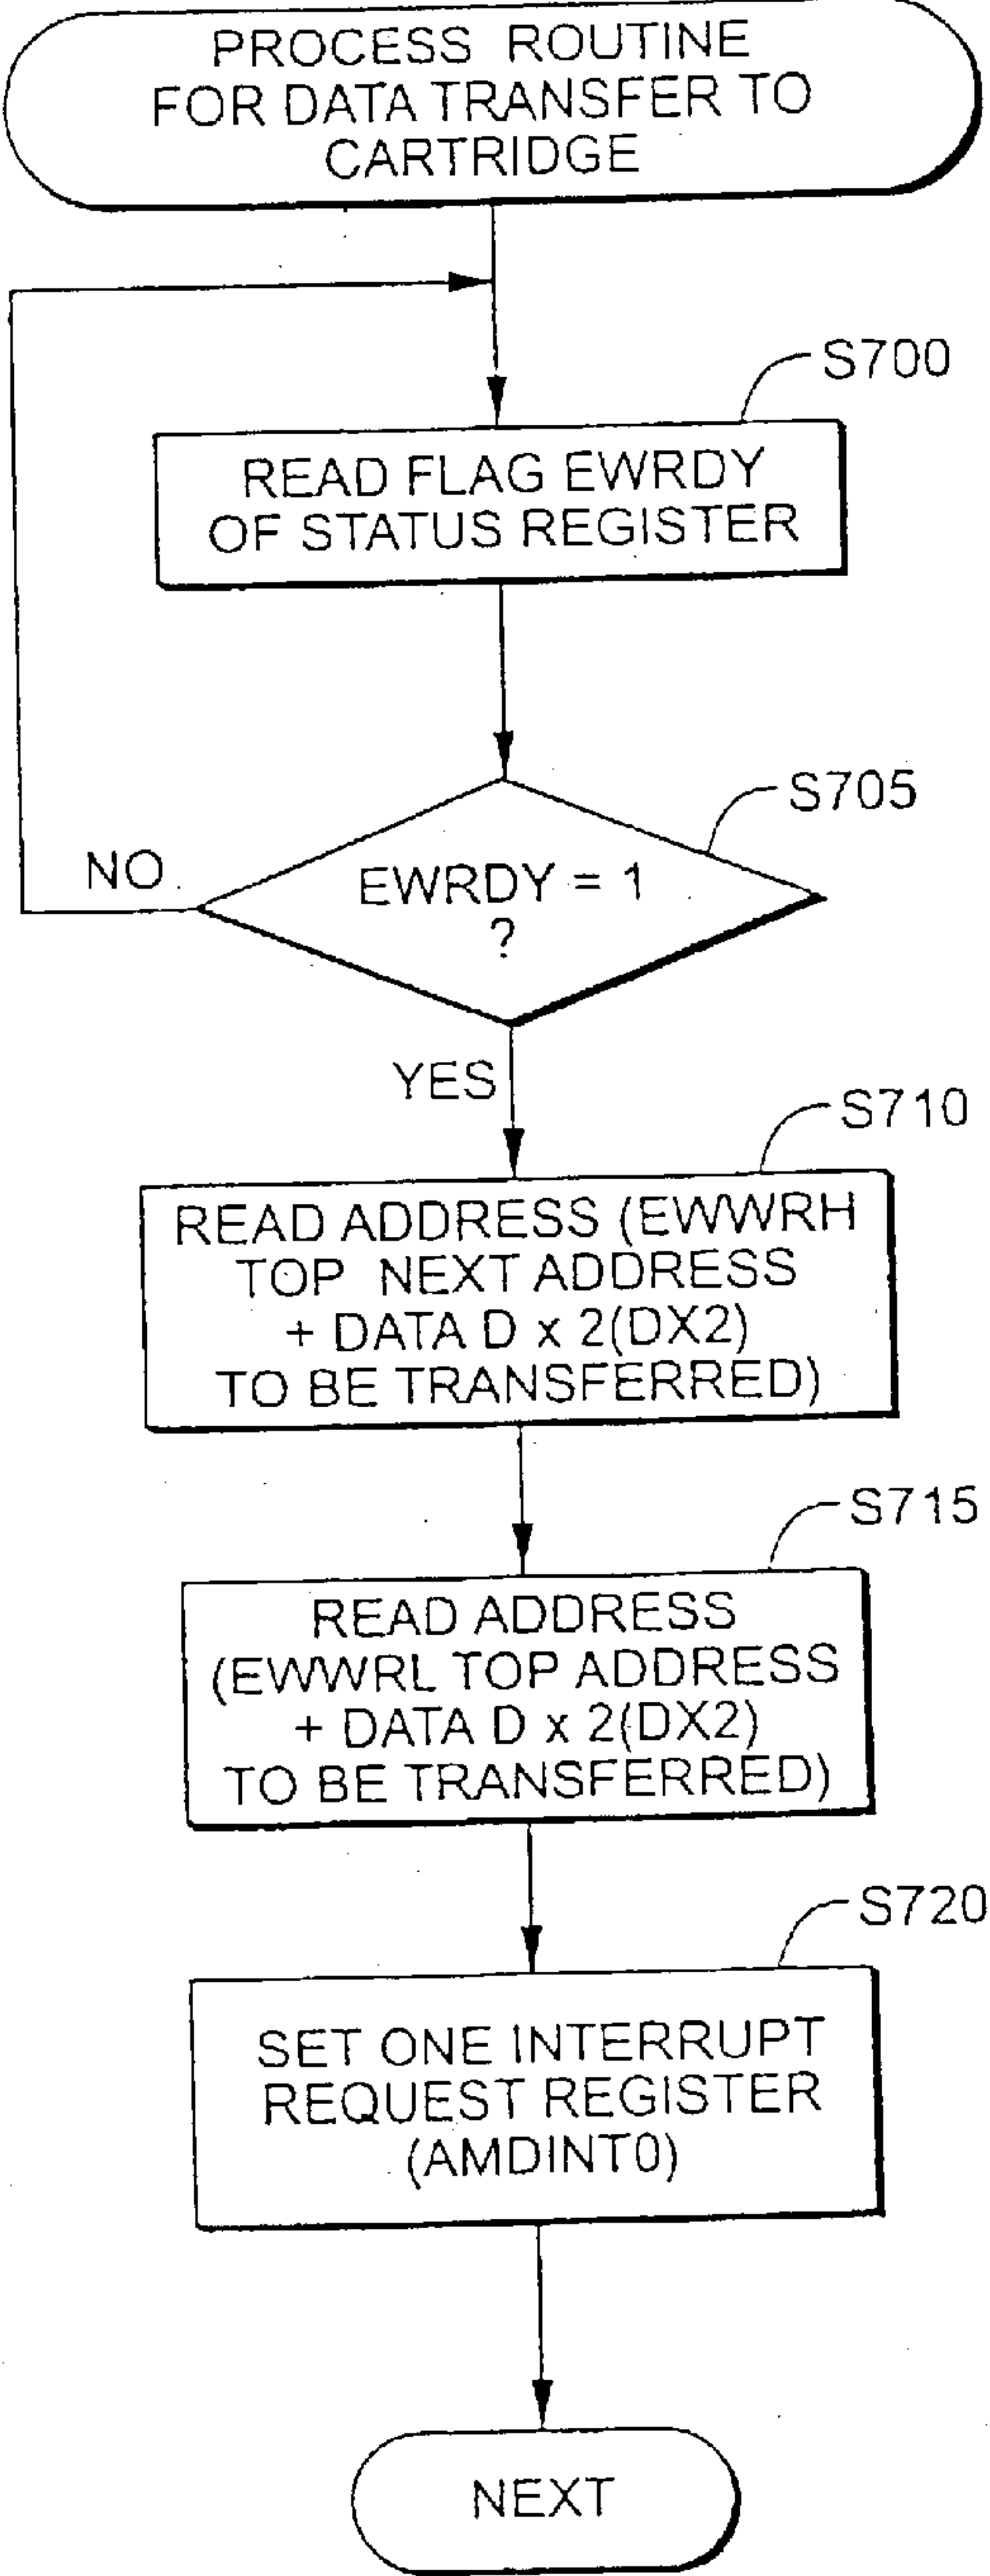 PROCESS ROUTINE
FOR DATA TRANSFER TO
CARTRIDGE
S700
READ FLAG EWRDY
OF STATUS REGISTER
S705
NO
EWRDY = 1
?
YES
S710
READ ADDRESS (EWWRH
TOP NEXT ADDRESS
+ DATA D x 2(DX2)
TO BE TRANSFERRED)
S715
READ ADDRESS
(EWWRL TOP ADDRESS
+ DATA D x 2(DX2)
TO BE TRANSFERRED)
S720
SET ONE INTERRUPT
REQUEST REGISTER
(AMDINT0)
NEXT